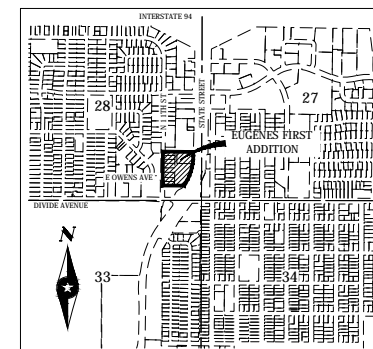 INTERSTATE 94
28
N 11TH ST
STATE STREET
27
EUGENES FIRST
ADDITION
E OWENS AVE
DIVIDE AVENUE
N
33
34